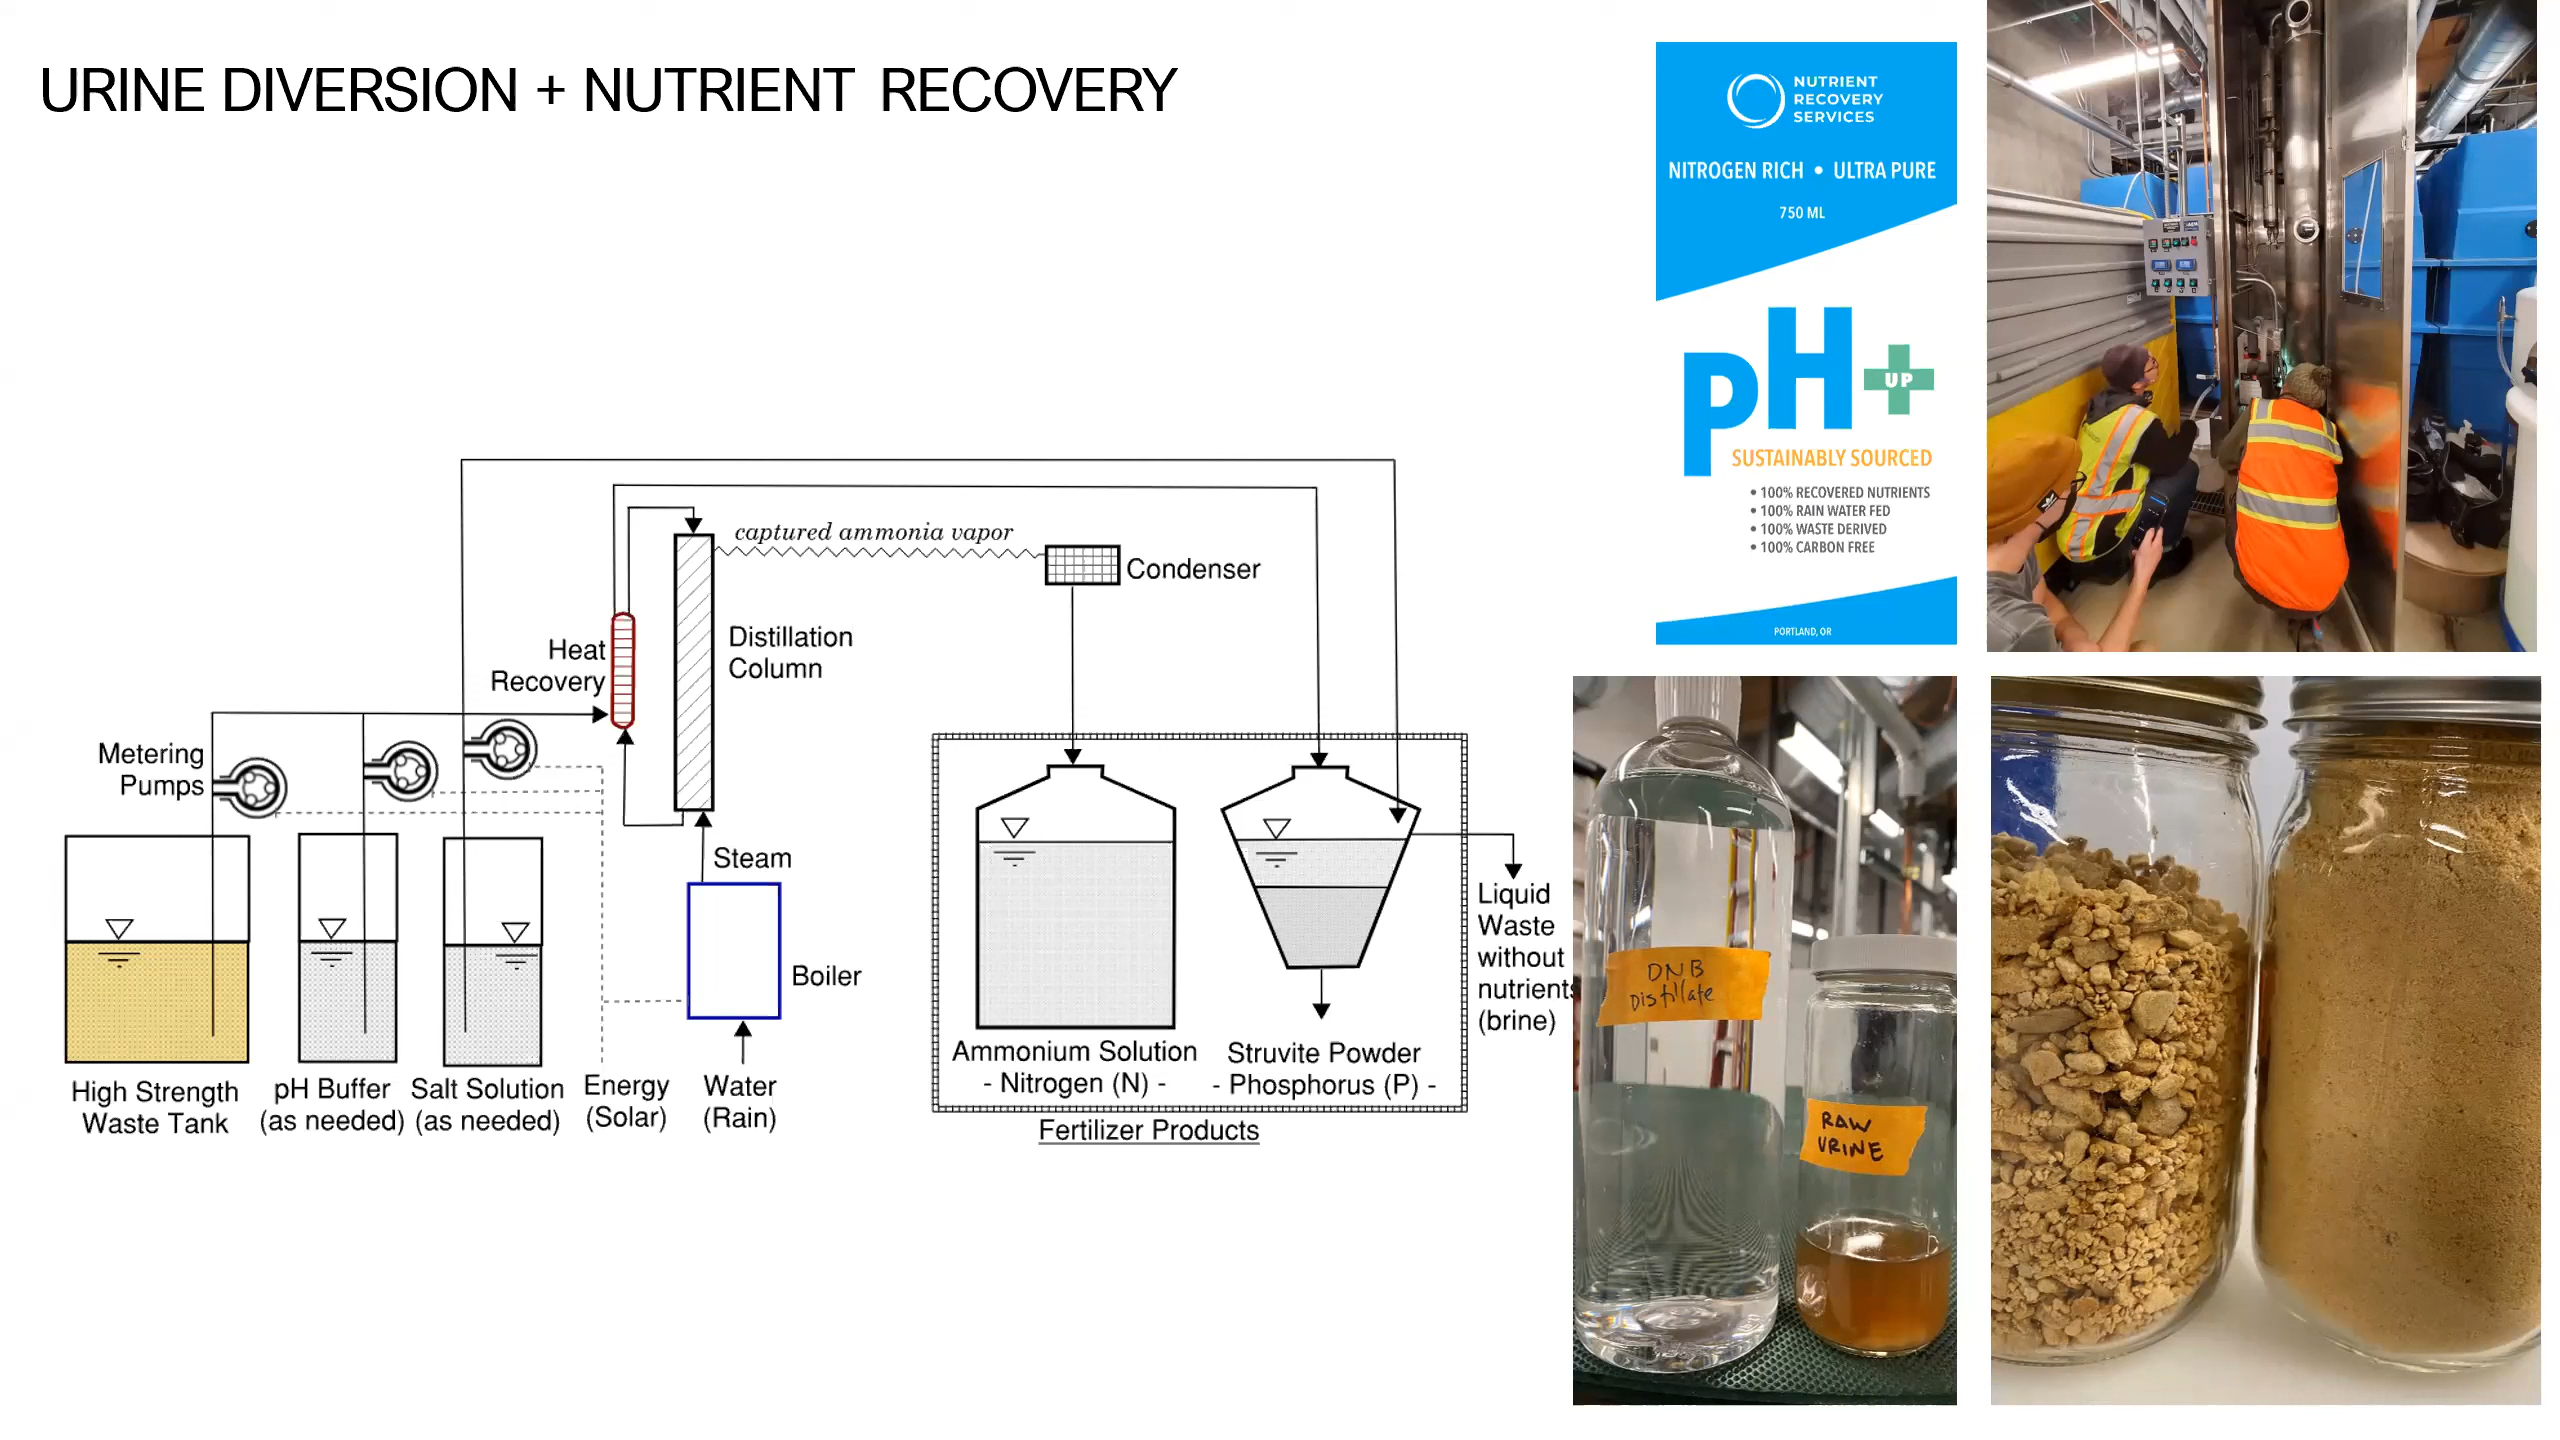 URINE DIVERSION + NUTRIENT RECOVERY
NUTRIENT
RECOVERY
SERVICES
NITROGEN RICH • ULTRA PURE
750 ML
pH+
UP
SUSTAINABLY SOURCED
• 100% RECOVERED NUTRIENTS
• 100% RAIN WATER FED
• 100% WASTE DERIVED
• 100% CARBON FREE
PORTLAND, OR
captured ammonia vapor
Condenser
Distillation
Column
Heat
Recovery
Metering
Pumps
Steam
Boiler
High Strength
Waste Tank
pH Buffer
(as needed)
Salt Solution
(as needed)
Energy
(Solar)
Water
(Rain)
Ammonium Solution
- Nitrogen (N) -
Struvite Powder
- Phosphorus (P) -
Fertilizer Products
Liquid
Waste
without
nutrients
(brine)
DNB
Distillate
RAW
URINE